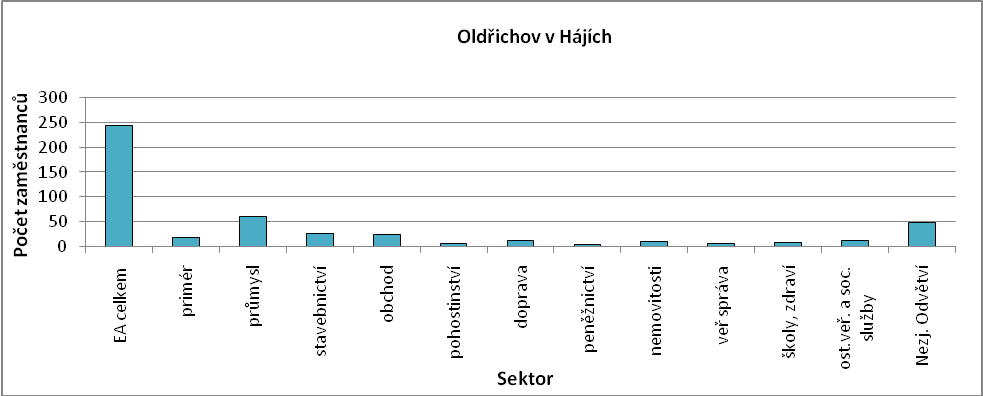 Oldřichov v Hájích
Počet zaměstnanců
300
250
200
150
100
50
0
EA celkem
primér
průmysl
stavebnictví
obchod
pohostinství
doprava
peněžnictví
nemovitosti
veř správa
školy, zdraví
ost.veř. a soc.
služby
Nezj. Odvětví
Sektor